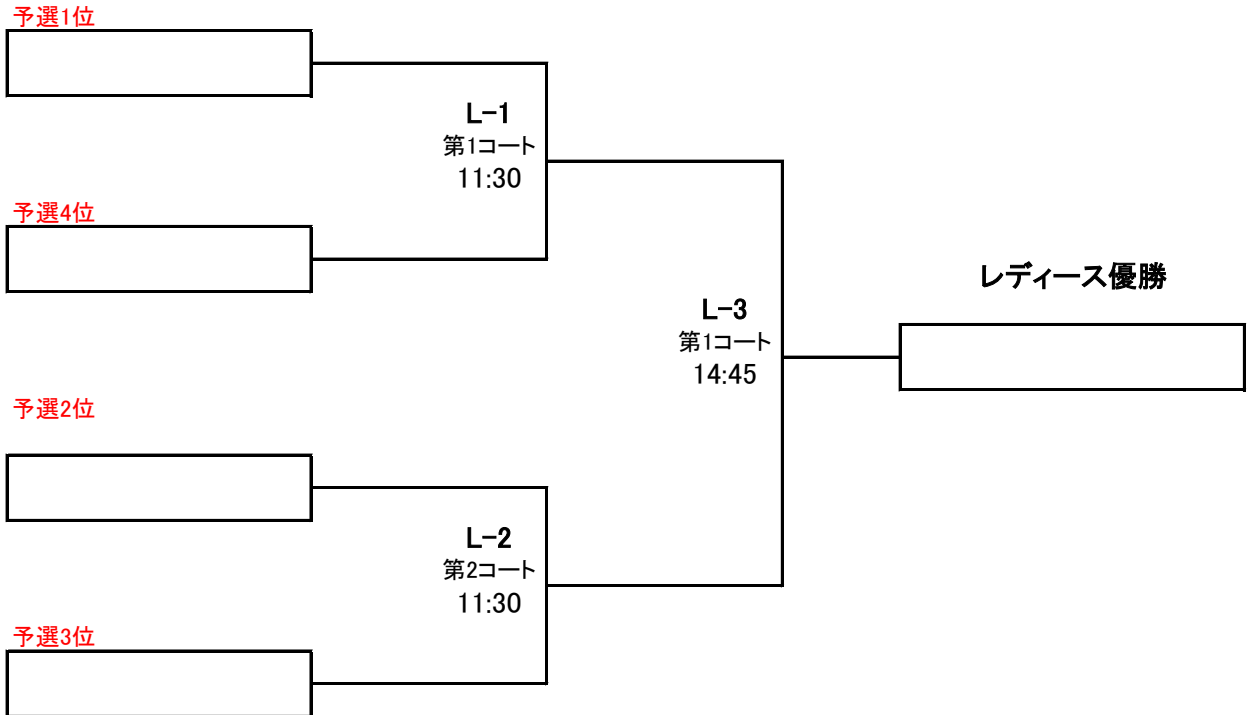 予選1位
L-1
第1コート
11:30
予選4位
レディース優勝
L-3
第1コート
14:45
予選2位
L-2
第2コート
11:30
予選3位